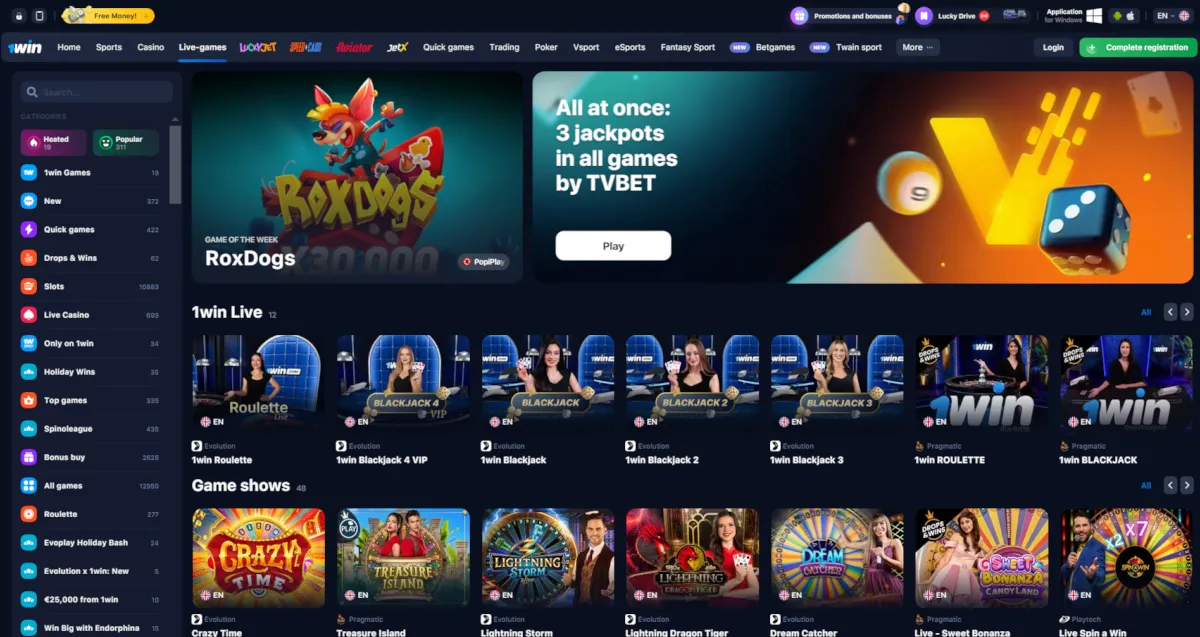 Free Money!
Promotions and bonuses
Lucky Drive
Application
for Windows
EN
1win
Home
Sports
Casino
Live-games
LUCKYJET
SPEED-N-CASH
Aviator
JetX
Quick games
Trading
Poker
Vsport
eSports
Fantasy Sport
NEW
Betgames
NEW
Twain sport
More ...
Login
Complete registration
Search...
CATEGORIES
Heated
19
Popular
311
1win Games 19
New 372
Quick games 422
Drops & Wins 62
Slots 10883
Live Casino 693
Only on 1win 34
Holiday Wins 35
Top games 335
Spinoleague 435
Bonus buy 2628
All games 12950
Roulette 277
Evoplay Holiday Bash 24
Evolution x 1win: New 5
€25,000 from 1win 10
Win Big with Endorphina 15
ROXDOGS
X30 000
GAME OF THE WEEK
RoxDogs
PopiPlay
All at once:
3 jackpots
in all games
by TVBET
Play
9
1win Live 12
All
Roulette
Live
EN
Evolution
1win Roulette
BLACKJACK 4
VIP
EN
Evolution
1win Blackjack 4 VIP
1win
BLACKJACK
EN
Evolution
1win Blackjack
1win
BLACKJACK 2
EN
Evolution
1win Blackjack 2
1win
BLACKJACK 3
EN
Evolution
1win Blackjack 3
DROPS & WINS
1win
1win
Roulette
EN
Pragmatic
1win ROULETTE
DROPS & WINS
1win
1win
EN
Pragmatic
1win BLACKJACK
Game shows 48
All
CRAZY
TIME
EN
Evolution
Crazy Time
PLAY
TREASURE
ISLAND
EN
Pragmatic
Treasure Island
LIGHTNING
STORM
EN
Evolution
Lightning Storm
LIGHTNING
DRAGON TIGER
EN
Evolution
Lightning Dragon Tiger
DREAM
CATCHER
EN
Evolution
Dream Catcher
DROPS & WINS
SWEET
BONANZA
CANDYLAND
EN
Pragmatic
Live - Sweet Bonanza
x2
x7
SPIN A WIN
EN
Playtech
Live Spin a Win